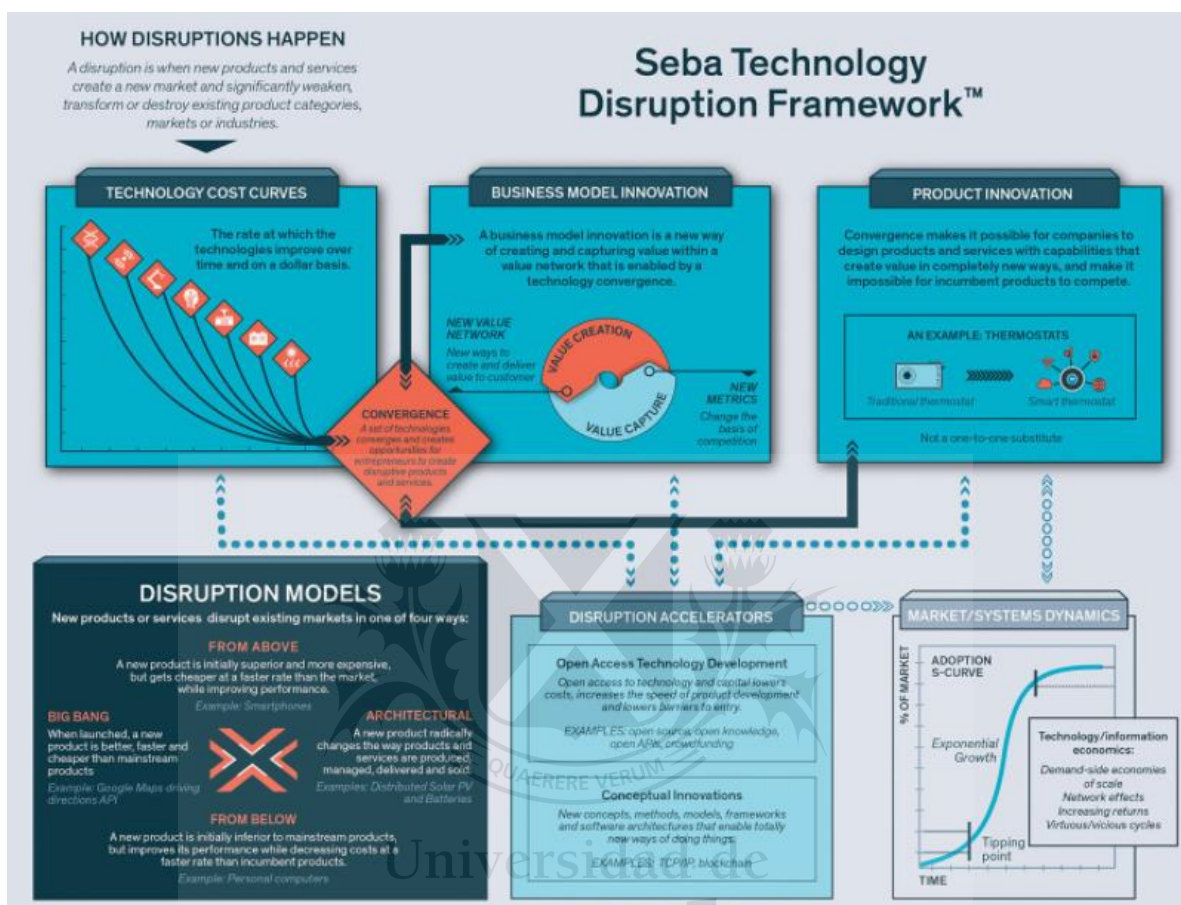 HOW DISRUPTIONS HAPPEN
A disruption is when new products and services
create a new market and significantly weaken,
transform or destroy existing product categories,
markets or industries.
Seba Technology
Disruption Framework™
TECHNOLOGY COST CURVES
The rate at which the
technologies improve over
time and on a dollar basis.
CONVERGENCE
A set of technologies
converges and creates
opportunities for
entrepreneurs to create
disruptive products
and services.
BUSINESS MODEL INNOVATION
A business model innovation is a new way
of creating and capturing value within a
value network that is enabled by a
technology convergence.
NEW VALUE
NETWORK
New ways to
create and deliver
value to customer
VALUE CREATION
VALUE CAPTURE
NEW
METRICS
Change the
basis of
competition
PRODUCT INNOVATION
Convergence makes it possible for companies to
design products and services with capabilities that
create value in completely new ways, and make it
impossible for incumbent products to compete.
AN EXAMPLE: THERMOSTATS
Traditional thermostat
Smart thermostat
Not a one-to-one substitute
DISRUPTION MODELS
New products or services disrupt existing markets in one of four ways:
FROM ABOVE
A new product is initially superior and more expensive,
but gets cheaper at a faster rate than the market,
while improving performance.
Example: Smartphones
BIG BANG
When launched, a new
product is better, faster and
cheaper than mainstream
products
Example: Google Maps driving
directions API
ARCHITECTURAL
A new product radically
changes the way products and
services are produced,
managed, delivered and sold.
Examples: Distributed Solar PV
and Batteries
FROM BELOW
A new product is initially inferior to mainstream products,
but improves its performance while decreasing costs at a
faster rate than incumbent products.
Example: Personal computers
DISRUPTION ACCELERATORS
Open Access Technology Development
Open access to technology and capital lowers
costs, increases the speed of product development
and lowers barriers to entry.
EXAMPLES: open source, open knowledge,
open APIs, crowdfunding
Conceptual Innovations
New concepts, methods, models, frameworks
and software architectures that enable totally
new ways of doing things.
EXAMPLES: TCP/IP, blockchain
MARKET/SYSTEMS DYNAMICS
% OF MARKET
ADOPTION
S-CURVE
Exponential
Growth
Tipping
point
TIME
Technology/information
economics:
Demand-side economies
of scale
Network effects
Increasing returns
Virtuous/vicious cycles
QUAERERE VERUM
Universidad de